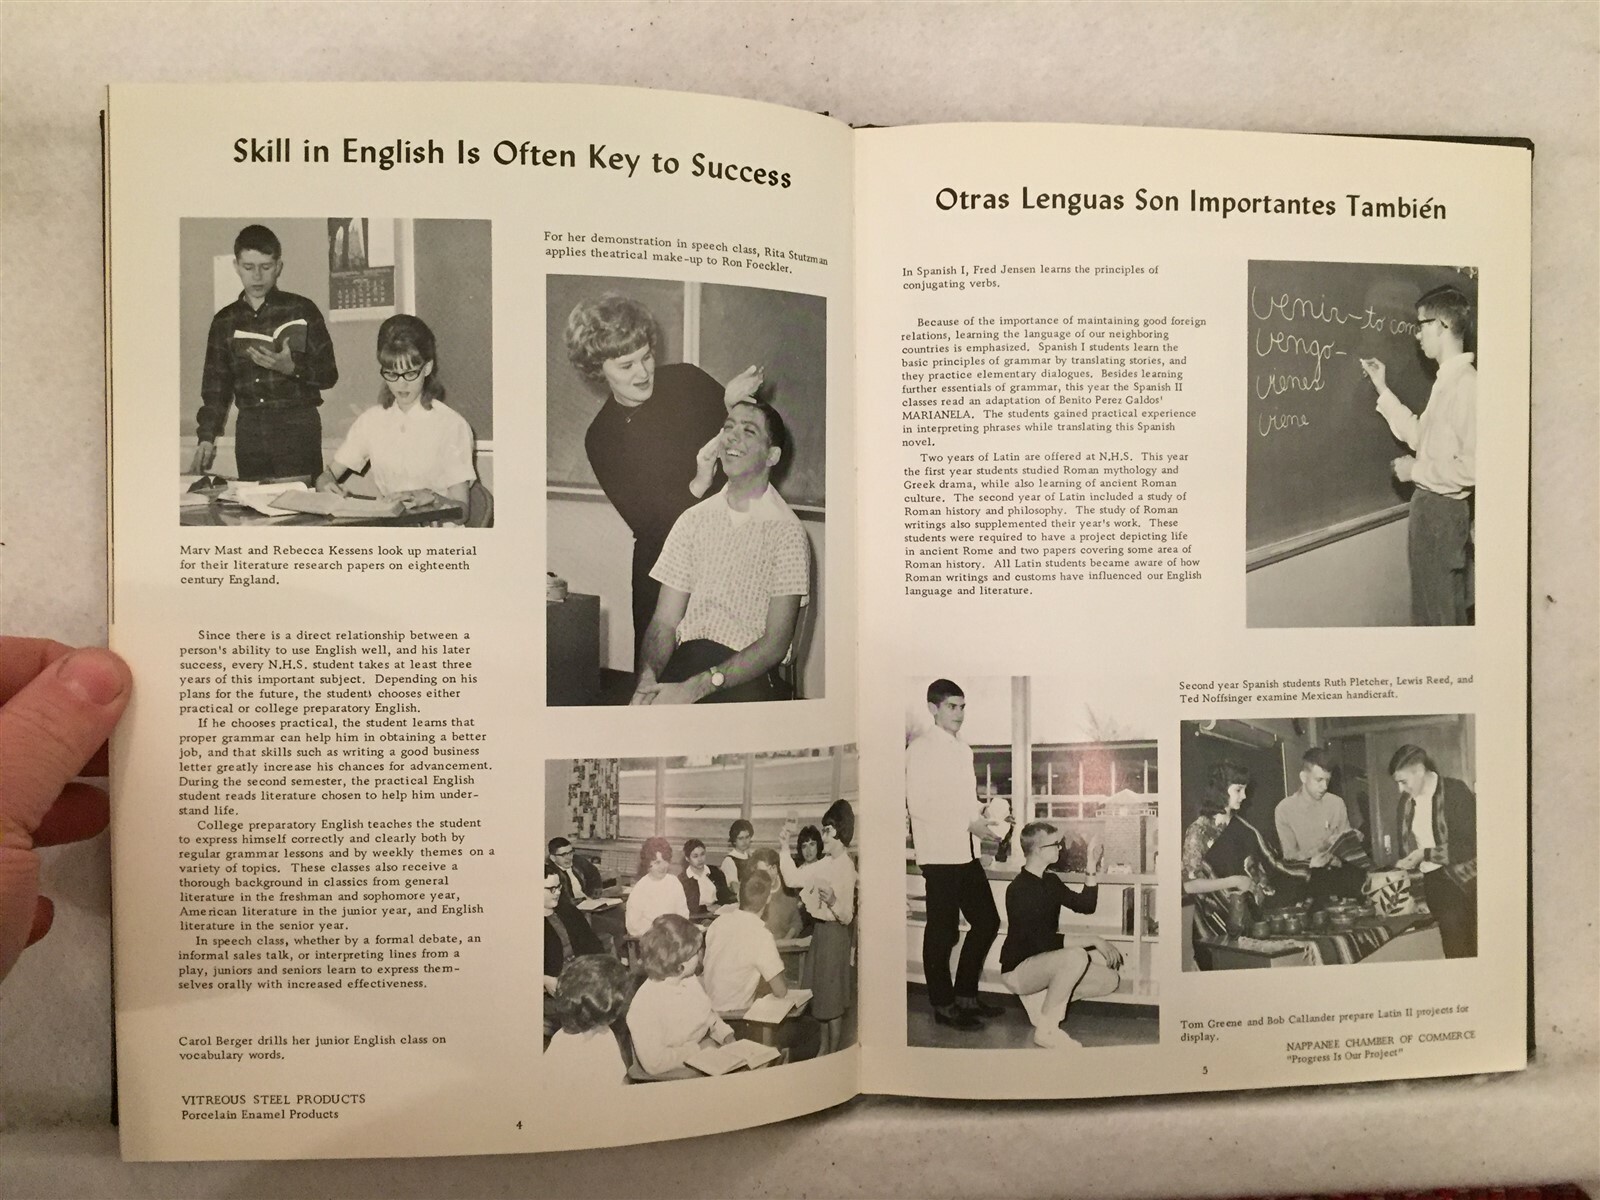 Skill in English Is Often Key to Success
For her demonstration in speech class, Rita Stutzman
applies theatrical make-up to Ron Foeckler.
Marv Mast and Rebecca Kessens look up material
for their literature research papers on eighteenth
century England.
Since there is a direct relationship between a
person's ability to use English well, and his later
success, every N.H.S. student takes at least three
years of this important subject. Depending on his
plans for the future, the students chooses either
practical or college preparatory English.
If he chooses practical, the student learns that
proper grammar can help him in obtaining a better
job, and that skills such as writing a good business
letter greatly increase his chances for advancement.
During the second semester, the practical English
student reads literature chosen to help him under-
stand life.
College preparatory English teaches the student
to express himself correctly and clearly both by
regular grammar lessons and by weekly themes on a
variety of topics. These classes also receive a
thorough background in classics from general
literature in the freshman and sophomore year,
American literature in the junior year, and English
literature in the senior year.
In speech class, whether by a formal debate, an
informal sales talk, or interpreting lines from a
play, juniors and seniors learn to express them-
selves orally with increased effectiveness.
Carol Berger drills her junior English class on
vocabulary words.
VITREOUS STEEL PRODUCTS
Porcelain Enamel Products
4
Otras Lenguas Son Importantes También
In Spanish I, Fred Jensen learns the principles of
conjugating verbs.
Because of the importance of maintaining good foreign
relations, learning the language of our neighboring
countries is emphasized. Spanish I students learn the
basic principles of grammar by translating stories, and
they practice elementary dialogues. Besides learning
further essentials of grammar, this year the Spanish II
classes read an adaptation of Benito Perez Galdos'
MARIANELA. The students gained practical experience
in interpreting phrases while translating this Spanish
novel.
Two years of Latin are offered at N.H.S. This year
the first year students studied Roman mythology and
Greek drama, while also learning of ancient Roman
culture. The second year of Latin included a study of
Roman history and philosophy. The study of Roman
writings also supplemented their year's work. These
students were required to have a project depicting life
in ancient Rome and two papers covering some area of
Roman history. All Latin students became aware of how
Roman writings and customs have influenced our English
language and literature.
venir-to com
vengo-
vienes
viene
Second year Spanish students Ruth Pletcher, Lewis Reed, and
Ted Noffsinger examine Mexican handicraft.
Tom Greene and Bob Callander prepare Latin II projects for
display.
NAPPANEE CHAMBER OF COMMERCE
"Progress Is Our Project"
5